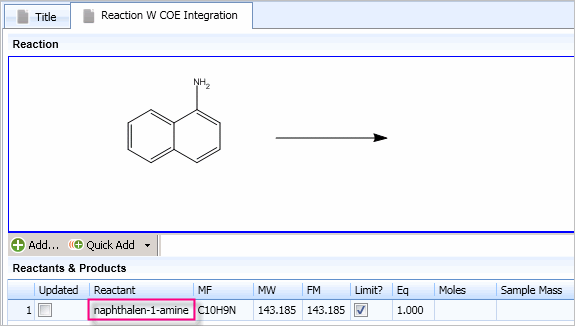 Title Reaction W COE Integration
Reaction
NH2
Add... Quick Add
Reactants & Products
Updated Reactant MF MW FM Limit? Eq Moles Sample Mass
1 naphthalen-1-amine C10H9N 143.185 143.185 1.000